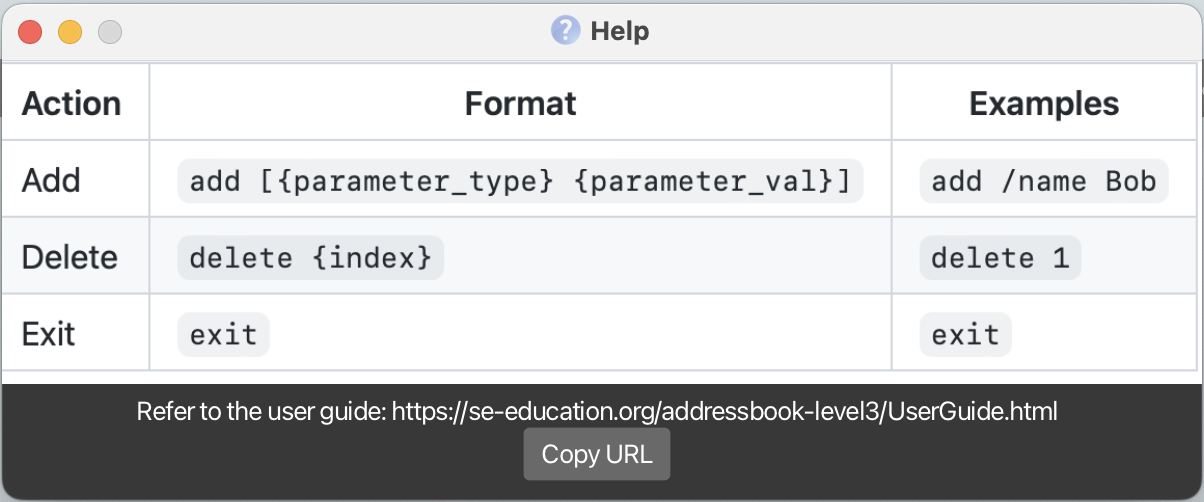 Help
Action Format Examples
Add add [{parameter_type} {parameter_val}] add /name Bob
Delete delete {index} delete 1
Exit exit exit
Refer to the user guide: https://se-education.org/addressbook-level3/UserGuide.html
Copy URL